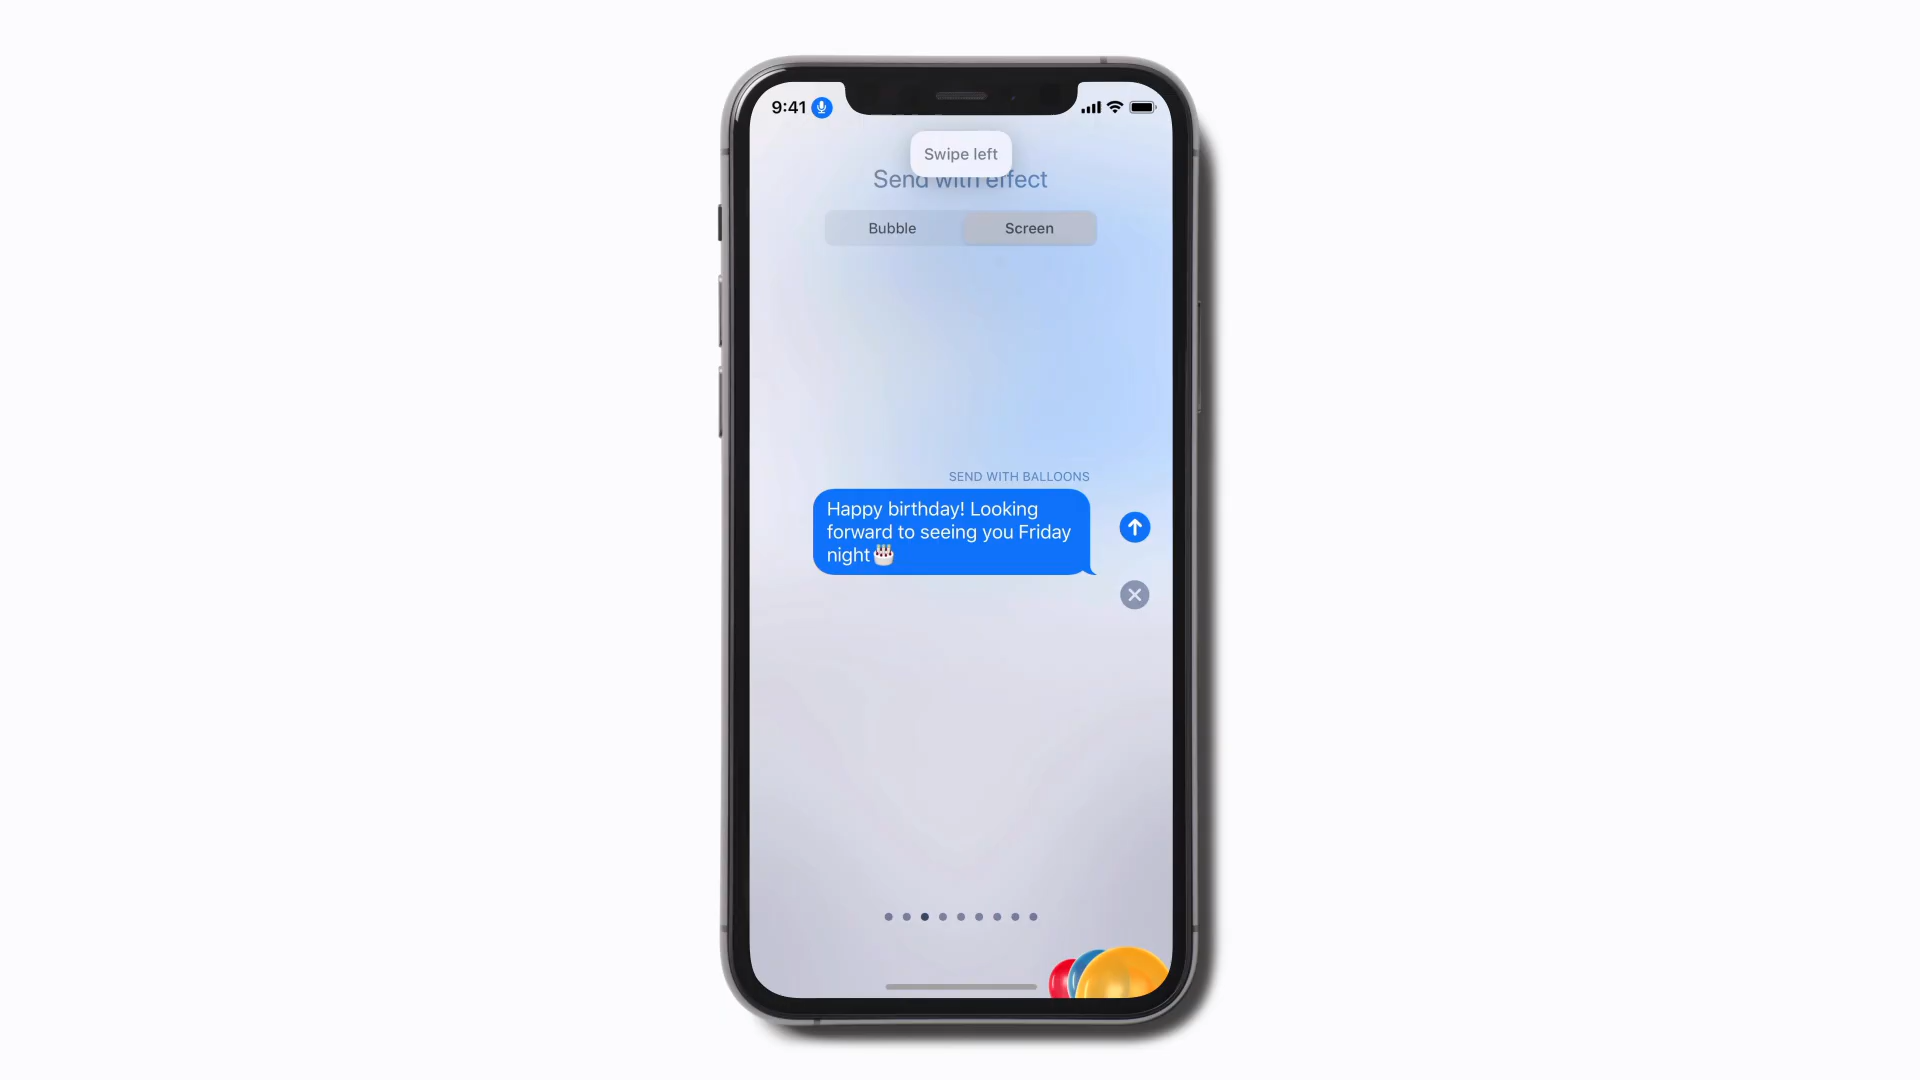 9:41
Swipe left
Send with effect
Bubble
Screen
SEND WITH BALLOONS
Happy birthday! Looking
forward to seeing you Friday
night